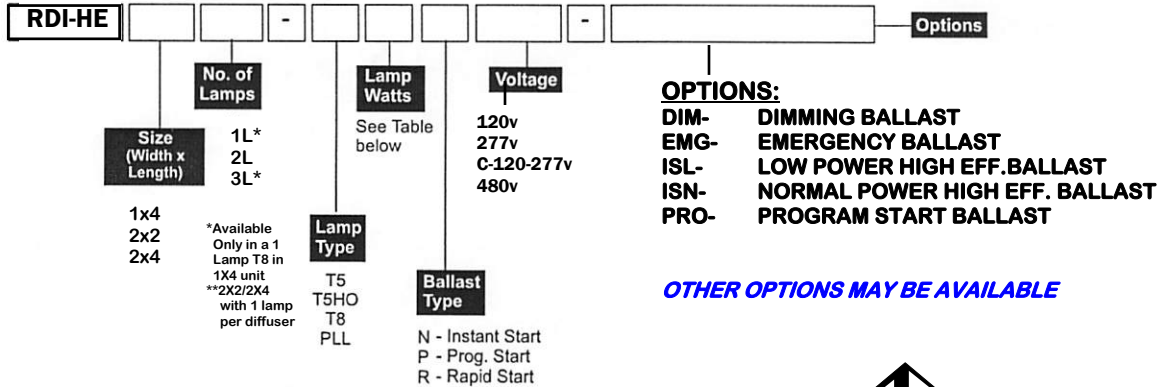 RDI-HE - - Options
No. of
Lamps
1L*
2L
3L*
Size
(Width x
Length)
1x4
2x2
2x4
*Available
Only in a 1
Lamp T8 in
1X4 unit
**2X2/2X4
with 1 lamp
per diffuser
Lamp
Type
T5
T5HO
T8
PLL
Lamp
Watts
See Table
below
Ballast
Type
N - Instant Start
P - Prog. Start
R - Rapid Start
Voltage
120v
277v
C-120-277v
480v
OPTIONS:
DIM- DIMMING BALLAST
EMG- EMERGENCY BALLAST
ISL- LOW POWER HIGH EFF.BALLAST
ISN- NORMAL POWER HIGH EFF. BALLAST
PRO- PROGRAM START BALLAST
OTHER OPTIONS MAY BE AVAILABLE